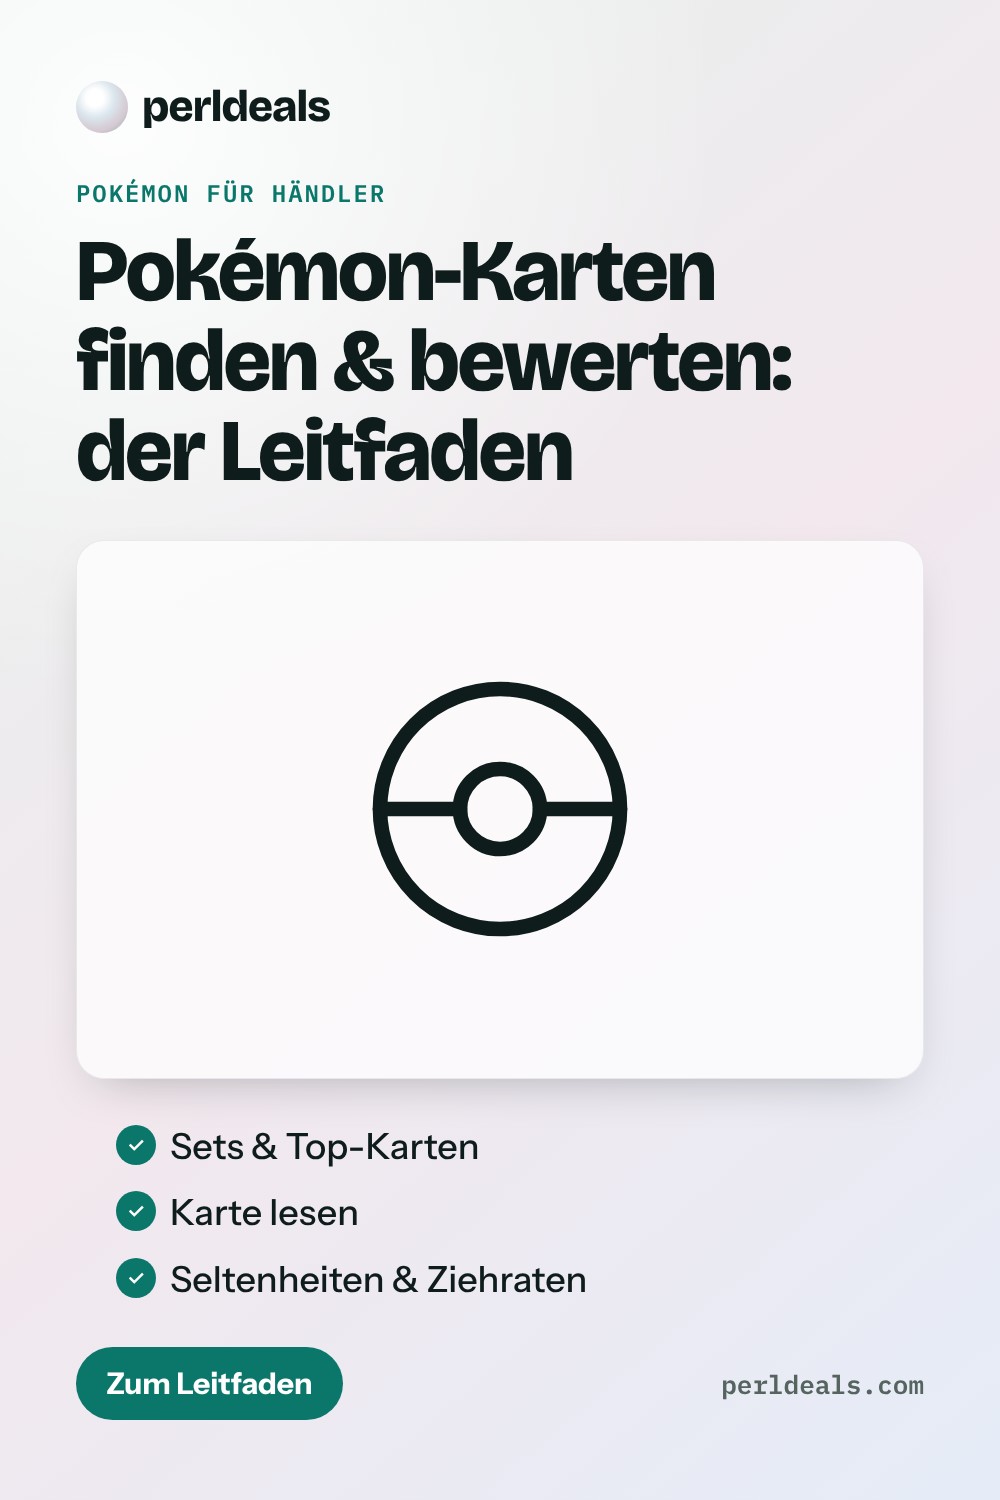 perldeals
POKÉMON FÜR HÄNDLER
Pokémon-Karten
finden & bewerten:
der Leitfaden
Sets & Top-Karten
Karte lesen
Seltenheiten & Ziehraten
Zum Leitfaden
perldeals.com